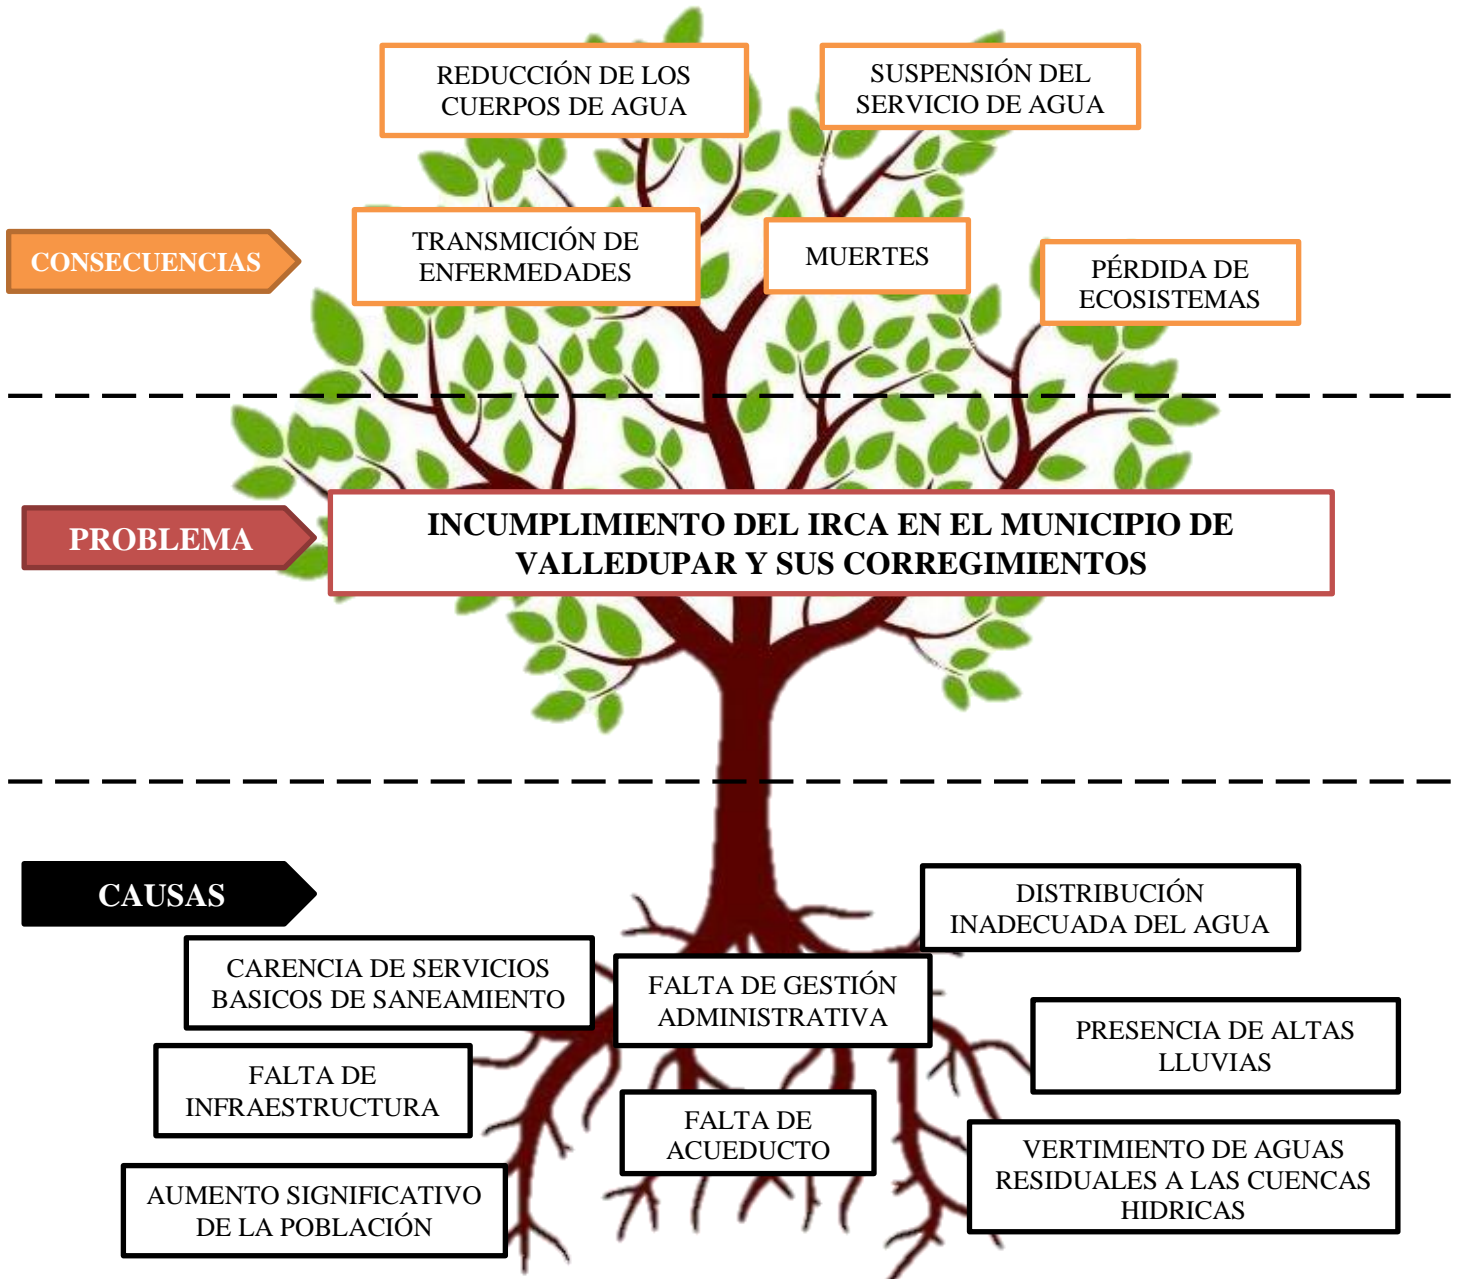 REDUCCIÓN DE LOS
CUERPOS DE AGUA
SUSPENSIÓN DEL
SERVICIO DE AGUA
CONSECUENCIAS
TRANSMICIÓN DE
ENFERMEDADES
MUERTES
PÉRDIDA DE
ECOSISTEMAS
PROBLEMA
INCUMPLIMIENTO DEL IRCA EN EL MUNICIPIO DE
VALLEDUPAR Y SUS CORREGIMIENTOS
CAUSAS
DISTRIBUCIÓN
INADECUADA DEL AGUA
CARENCIA DE SERVICIOS
BASICOS DE SANEAMIENTO
FALTA DE GESTIÓN
ADMINISTRATIVA
PRESENCIA DE ALTAS
LLUVIAS
FALTA DE
INFRAESTRUCTURA
FALTA DE
ACUEDUCTO
VERTIMIENTO DE AGUAS
RESIDUALES A LAS CUENCAS
HIDRICAS
AUMENTO SIGNIFICATIVO
DE LA POBLACIÓN